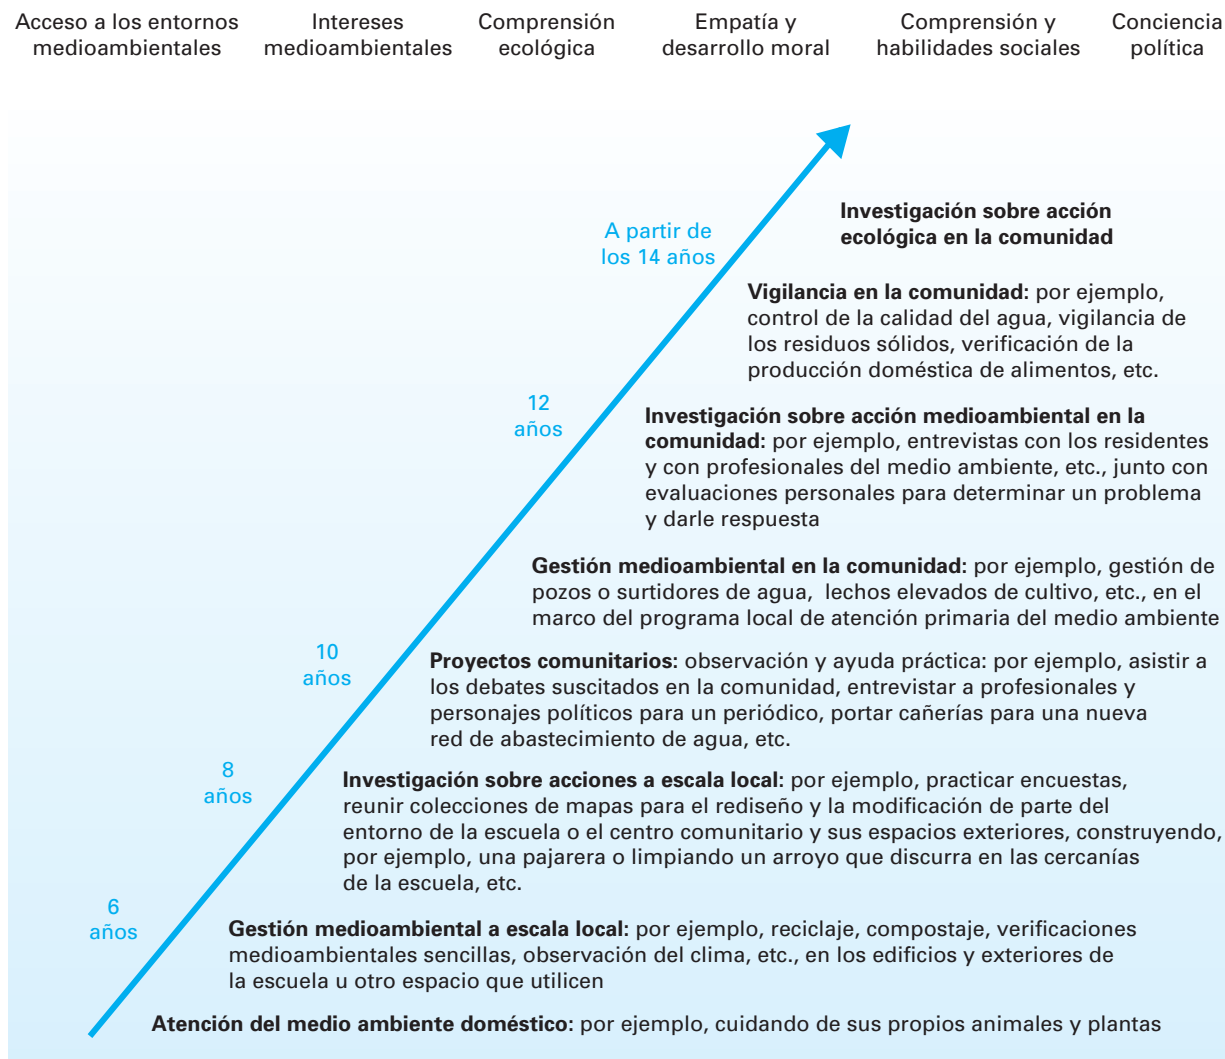 Acceso a los entornos
medioambientales
Intereses
medioambientales
Comprensión
ecológica
Empatía y
desarrollo moral
Comprensión y
habilidades sociales
Conciencia
política
A partir de
los 14 años
Investigación sobre acción
ecológica en la comunidad
Vigilancia en la comunidad: por ejemplo,
control de la calidad del agua, vigilancia de
los residuos sólidos, verificación de la
producción doméstica de alimentos, etc.
12
años
Investigación sobre acción medioambiental en la
comunidad: por ejemplo, entrevistas con los residentes
y con profesionales del medio ambiente, etc., junto con
evaluaciones personales para determinar un problema
y darle respuesta
Gestión medioambiental en la comunidad: por ejemplo, gestión de
pozos o surtidores de agua, lechos elevados de cultivo, etc., en el
marco del programa local de atención primaria del medio ambiente
10
años
Proyectos comunitarios: observación y ayuda práctica: por ejemplo, asistir a
los debates suscitados en la comunidad, entrevistar a profesionales y
personajes políticos para un periódico, portar cañerías para una nueva
red de abastecimiento de agua, etc.
8
años
Investigación sobre acciones a escala local: por ejemplo, practicar encuestas,
reunir colecciones de mapas para el rediseño y la modificación de parte del
entorno de la escuela o el centro comunitario y sus espacios exteriores, construyendo,
por ejemplo, una pajarera o limpiando un arroyo que discurra en las cercanías
de la escuela, etc.
6
años
Gestión medioambiental a escala local: por ejemplo, reciclaje, compostaje, verificaciones
medioambientales sencillas, observación del clima, etc., en los edificios y exteriores de
la escuela u otro espacio que utilicen
Atención del medio ambiente doméstico: por ejemplo, cuidando de sus propios animales y plantas